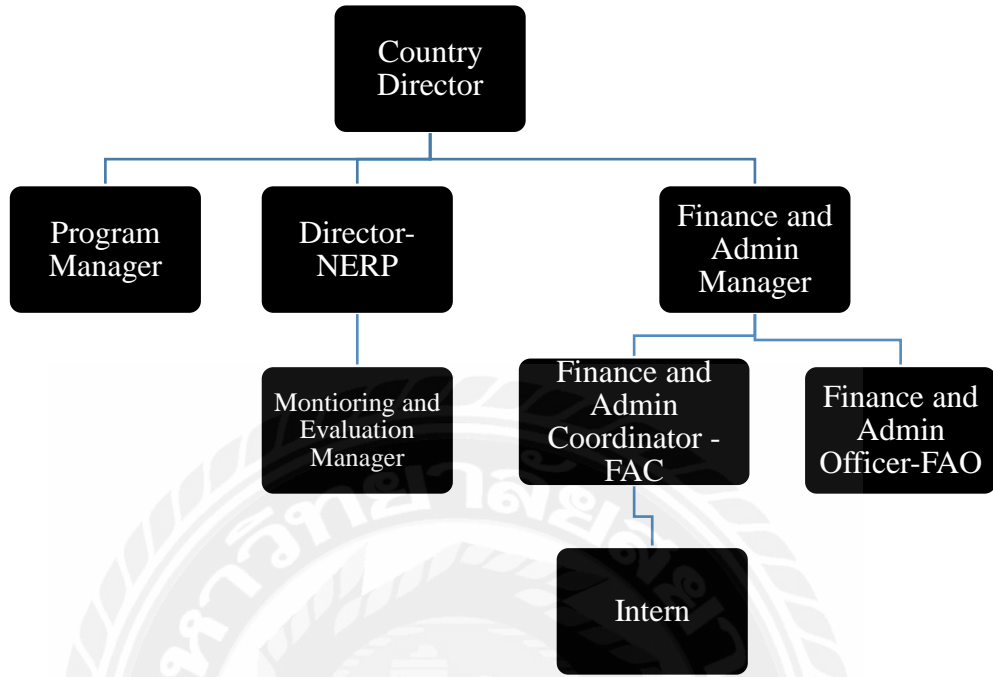 Country
Director
Program
Manager
Director-
NERP
Finance and
Admin
Manager
Montioring and
Evaluation
Manager
Finance and
Admin
Coordinator -
FAC
Finance and
Admin
Officer-FAO
Intern